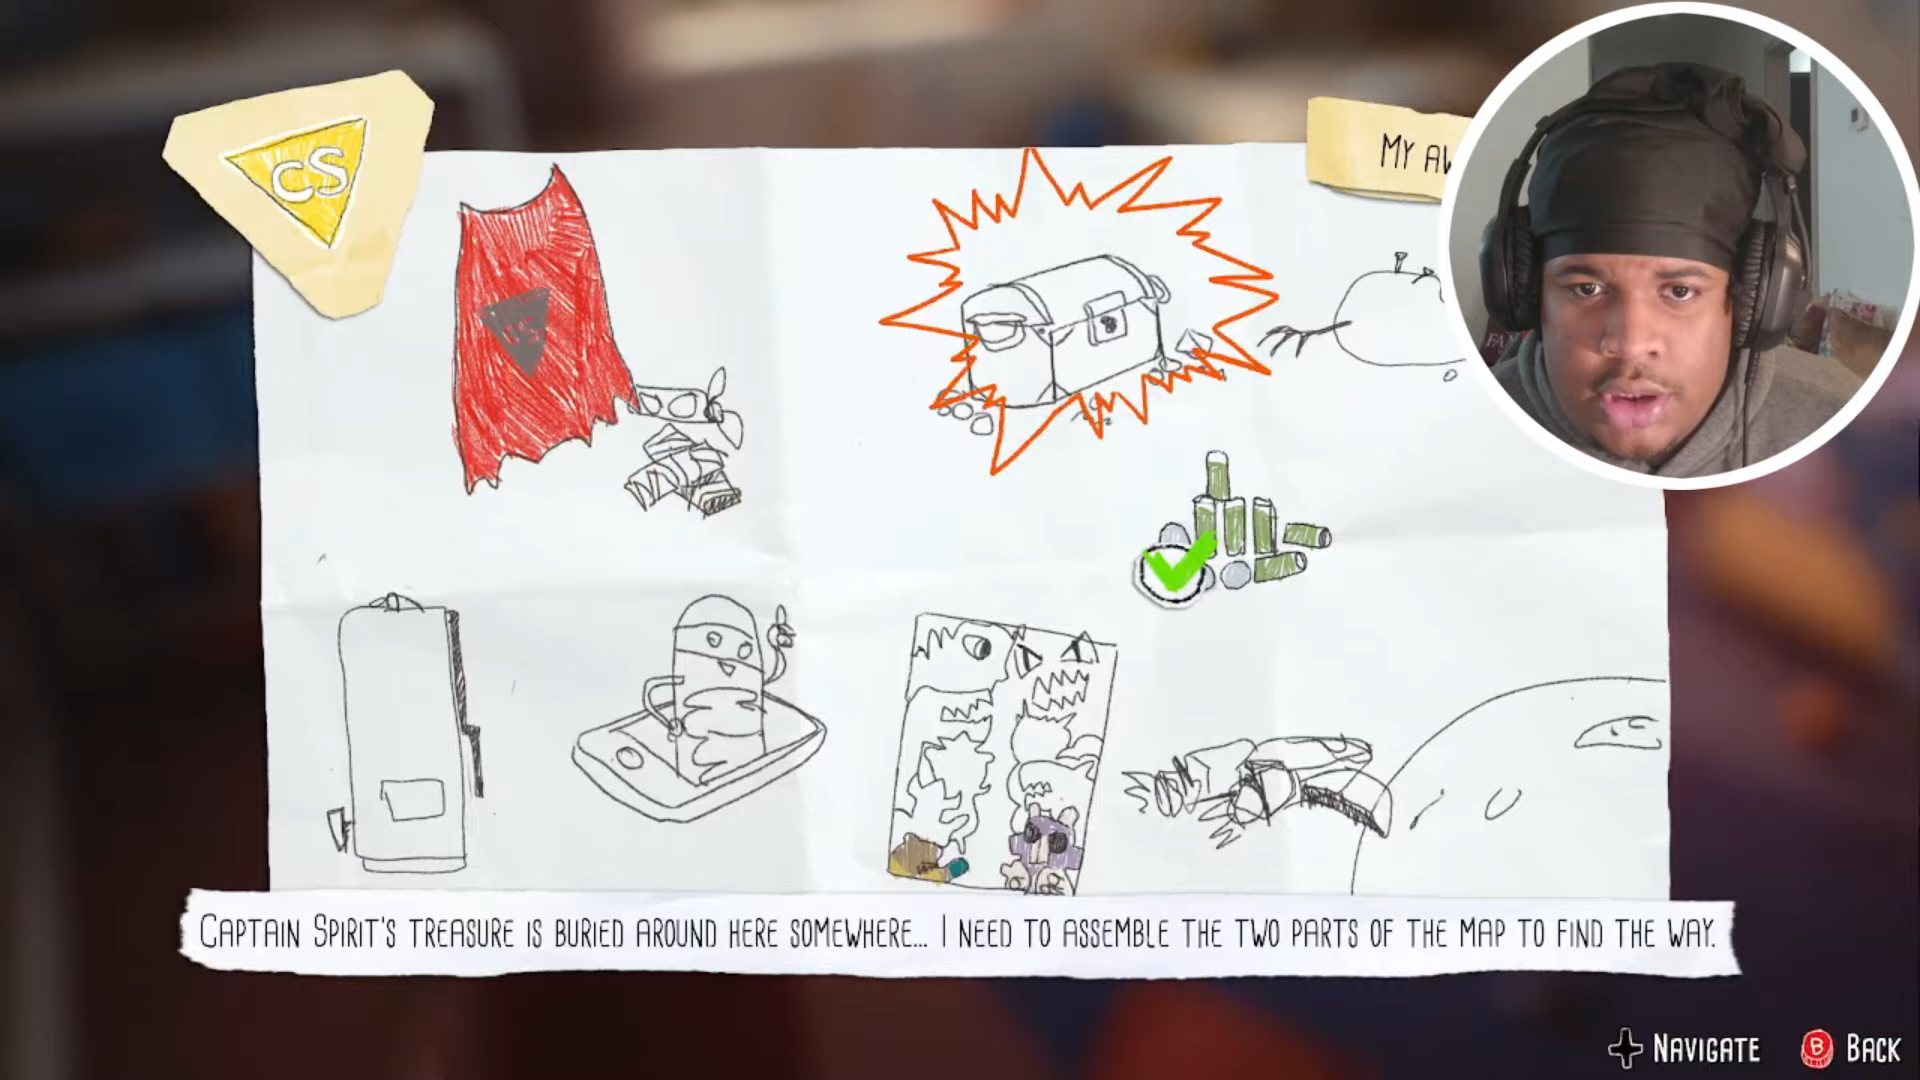 CS
MY AW
CS
CAPTAIN SPIRIT'S TREASURE IS BURIED AROUND HERE SOMEWHERE... I NEED TO ASSEMBLE THE TWO PARTS OF THE MAP TO FIND THE WAY.
NAVIGATE
B BACK